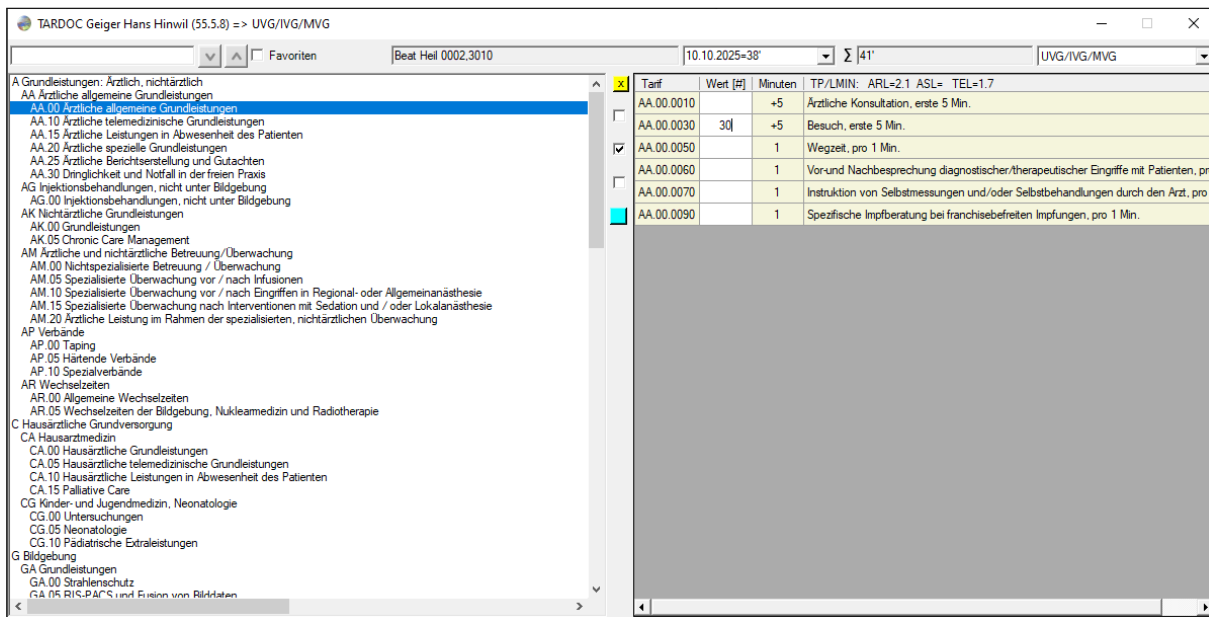 TARDOC Geiger Hans Hinwil (55.5.8) => UVG/IVG/MVG
Favoriten Beat Heil 0002,3010 10.10.2025=38' Σ 41' UVG/IVG/MVG
A Grundleistungen: Ärztlich, nichtärztlich
AA Ärztliche allgemeine Grundleistungen
AA.00 Ärztliche allgemeine Grundleistungen
AA.10 Ärztliche telemedizinische Grundleistungen
AA.15 Ärztliche Leistungen in Abwesenheit des Patienten
AA.20 Ärztliche spezielle Grundleistungen
AA.25 Ärztliche Berichtserstellung und Gutachten
AA.30 Dringlichkeit und Notfall in der freien Praxis
AG Injektionsbehandlungen, nicht unter Bildgebung
AG.00 Injektionsbehandlungen, nicht unter Bildgebung
AK Nichtärztliche Grundleistungen
AK.00 Grundleistungen
AK.05 Chronic Care Management
AM Ärztliche und nichtärztliche Betreuung/Überwachung
AM.00 Nichtspezialisierte Betreuung / Überwachung
AM.05 Spezialisierte Überwachung vor / nach Infusionen
AM.10 Spezialisierte Überwachung vor / nach Eingriffen in Regional- oder Allgemeinanästhesie
AM.15 Spezialisierte Überwachung nach Interventionen mit Sedation und / oder Lokalanästhesie
AM.20 Ärztliche Leistung im Rahmen der spezialisierten, nichtärztlichen Überwachung
AP Verbände
AP.00 Taping
AP.05 Härtende Verbände
AP.10 Spezialverbände
AR Wechselzeiten
AR.00 Allgemeine Wechselzeiten
AR.05 Wechselzeiten der Bildgebung, Nuklearmedizin und Radiotherapie
C Hausärztliche Grundversorgung
CA Hausarztmedizin
CA.00 Hausärztliche Grundleistungen
CA.05 Hausärztliche telemedizinische Grundleistungen
CA.10 Hausärztliche Leistungen in Abwesenheit des Patienten
CA.15 Palliative Care
CG Kinder- und Jugendmedizin, Neonatologie
CG.00 Untersuchungen
CG.05 Neonatologie
CG.10 Pädiatrische Extraleistungen
G Bildgebung
GA Grundleistungen
GA.00 Strahlenschutz
GA.05 RIS-PACS und Fusion von Bilddaten
x
Tarif Wert [#] Minuten TP/LMIN: ARL=2.1 ASL= TEL=1.7
AA.00.0010 +5 Ärztliche Konsultation, erste 5 Min.
AA.00.0030 30 +5 Besuch, erste 5 Min.
AA.00.0050 1 Wegzeit, pro 1 Min.
AA.00.0060 1 Vor-und Nachbesprechung diagnostischer/therapeutischer Eingriffe mit Patienten, pr
AA.00.0070 1 Instruktion von Selbstmessungen und/oder Selbstbehandlungen durch den Arzt, pro
AA.00.0090 1 Spezifische Impfberatung bei franchisebefreiten Impfungen, pro 1 Min.